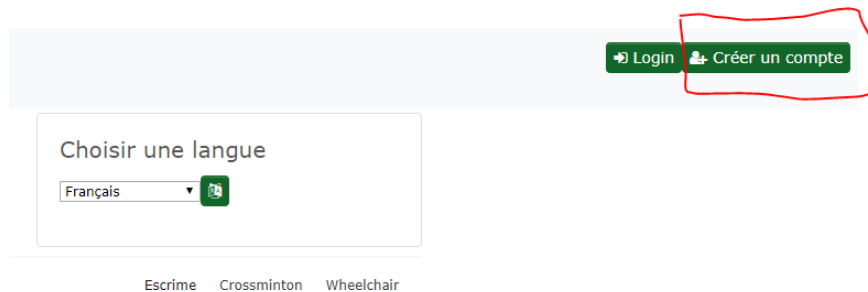 Login Créer un compte
Choisir une langue
Français
Escrime Crossminton Wheelchair